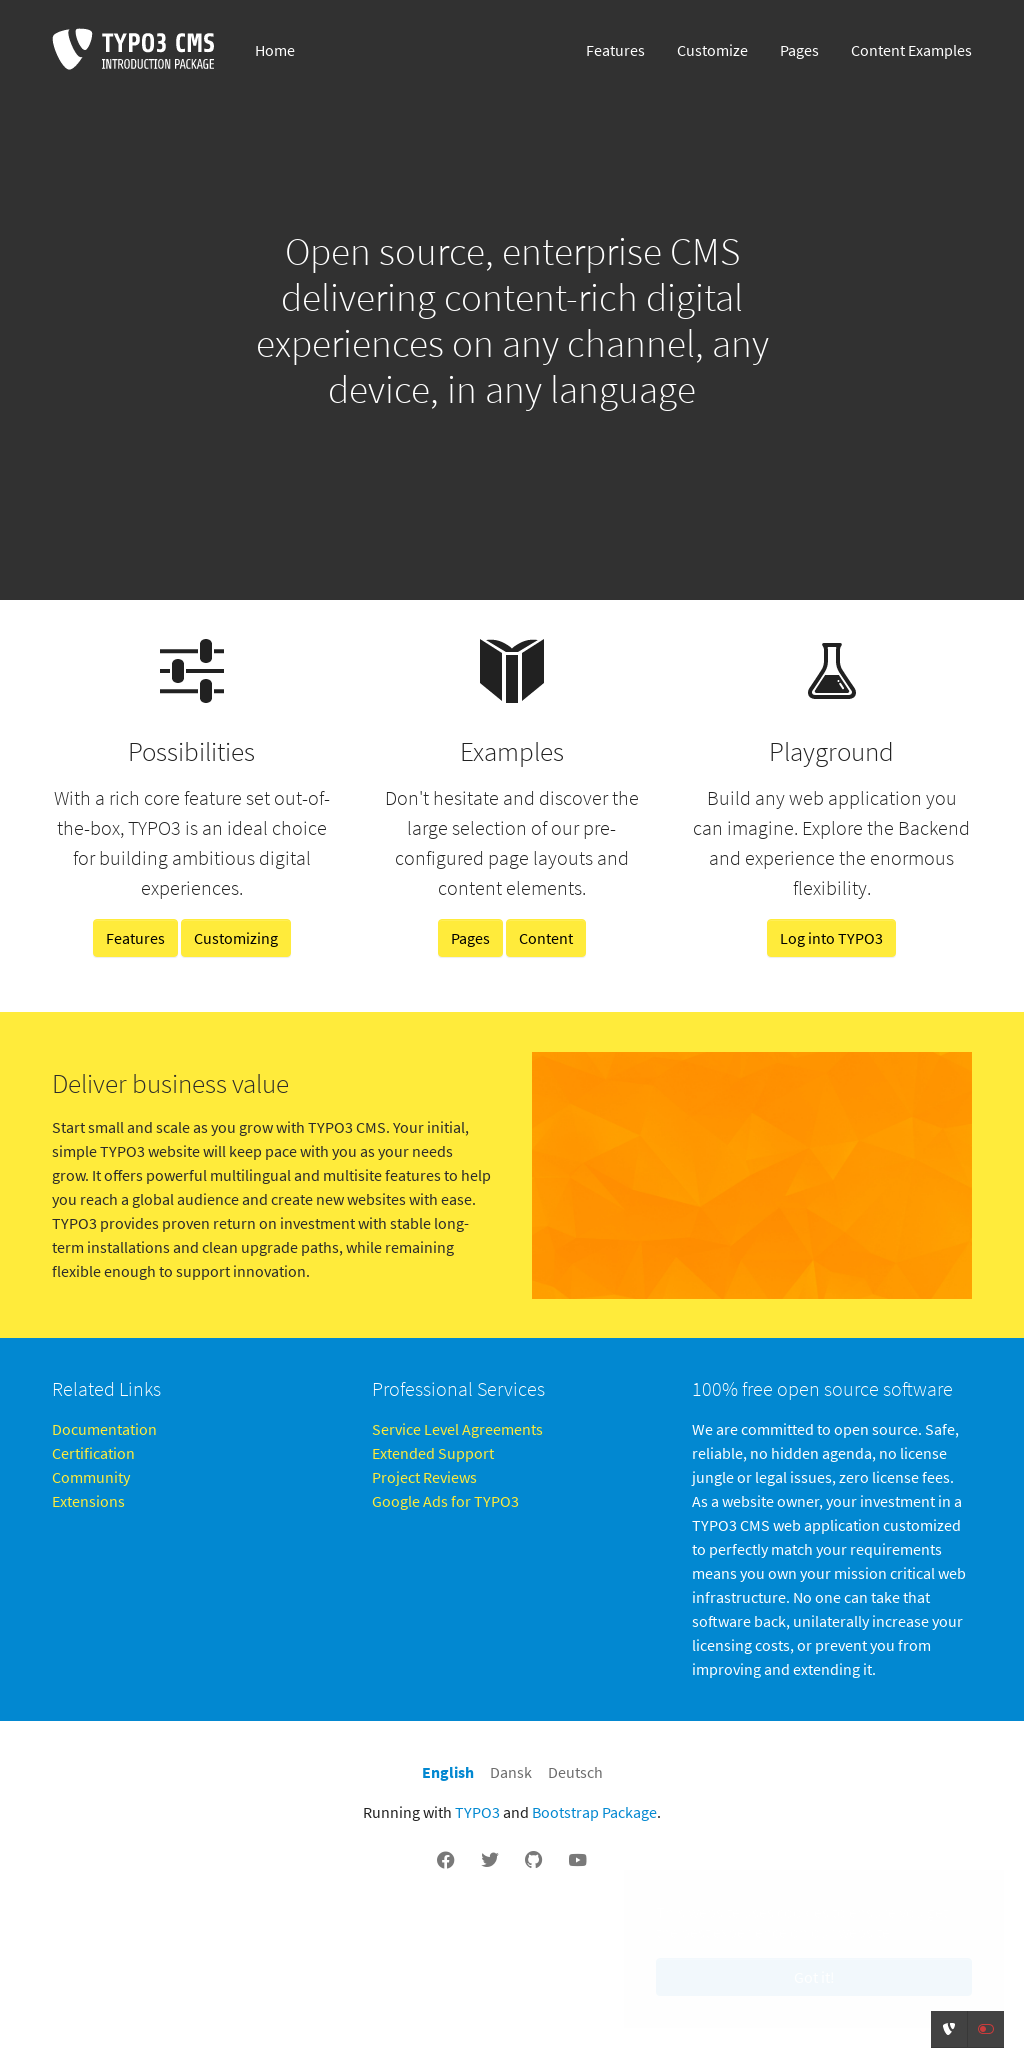 TYPO3 CMS
INTRODUCTION PACKAGE
Home
Features
Customize
Pages
Content Examples
Open source, enterprise CMS
delivering content-rich digital
experiences on any channel, any
device, in any language
Possibilities
With a rich core feature set out-of-
the-box, TYPO3 is an ideal choice
for building ambitious digital
experiences.
Features
Customizing
Examples
Don't hesitate and discover the
large selection of our pre-
configured page layouts and
content elements.
Pages
Content
Playground
Build any web application you
can imagine. Explore the Backend
and experience the enormous
flexibility.
Log into TYPO3
Deliver business value
Start small and scale as you grow with TYPO3 CMS. Your initial,
simple TYPO3 website will keep pace with you as your needs
grow. It offers powerful multilingual and multisite features to help
you reach a global audience and create new websites with ease.
TYPO3 provides proven return on investment with stable long-
term installations and clean upgrade paths, while remaining
flexible enough to support innovation.
Related Links
Documentation
Certification
Community
Extensions
Professional Services
Service Level Agreements
Extended Support
Project Reviews
Google Ads for TYPO3
100% free open source software
We are committed to open source. Safe,
reliable, no hidden agenda, no license
jungle or legal issues, zero license fees.
As a website owner, your investment in a
TYPO3 CMS web application customized
to perfectly match your requirements
means you own your mission critical web
infrastructure. No one can take that
software back, unilaterally increase your
licensing costs, or prevent you from
improving and extending it.
English
Dansk
Deutsch
Running with TYPO3 and Bootstrap Package.